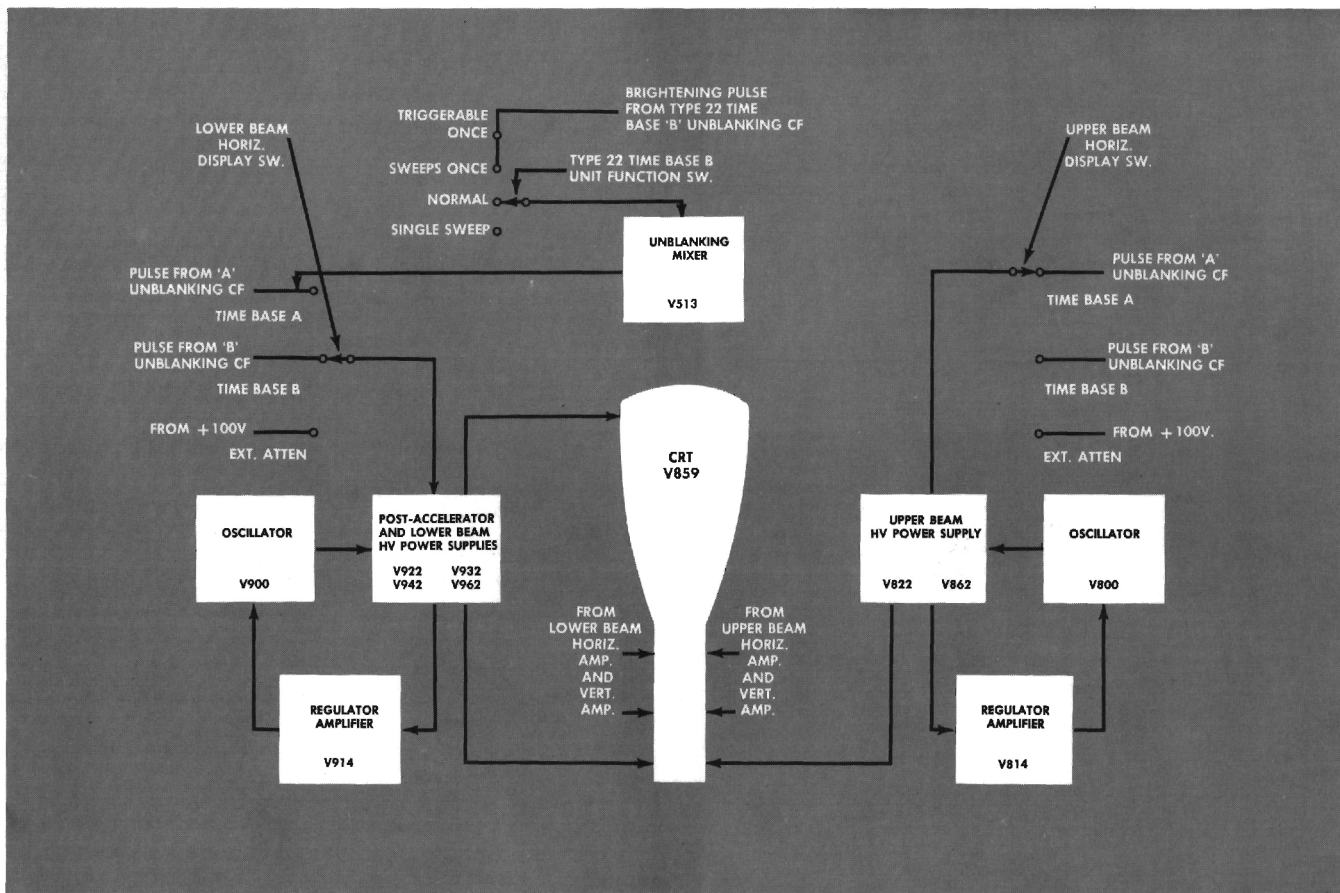 BRIGHTENING PULSE
FROM TYPE 22 TIME
BASE 'B' UNBLANKING CF
TRIGGERABLE
ONCE
SWEEPS ONCE
TYPE 22 TIME BASE B
UNIT FUNCTION SW.
NORMAL
SINGLE SWEEP
LOWER BEAM
HORIZ.
DISPLAY SW.
UPPER BEAM
HORIZ.
DISPLAY SW.
UNBLANKING
MIXER
V513
PULSE FROM 'A'
UNBLANKING CF
TIME BASE A
PULSE FROM 'B'
UNBLANKING CF
TIME BASE B
FROM +100V
EXT. ATTEN
PULSE FROM 'A'
UNBLANKING CF
TIME BASE A
PULSE FROM 'B'
UNBLANKING CF
TIME BASE B
FROM +100V.
EXT. ATTEN
CRT
V859
OSCILLATOR
V900
POST-ACCELERATOR
AND LOWER BEAM
HV POWER SUPPLIES
V922 V932
V942 V962
UPPER BEAM
HV POWER SUPPLY
V822 V862
OSCILLATOR
V800
FROM
LOWER BEAM
HORIZ.
AMP.
AND
VERT.
AMP.
FROM
UPPER BEAM
HORIZ.
AMP.
AND
VERT.
AMP.
REGULATOR
AMPLIFIER
V914
REGULATOR
AMPLIFIER
V814